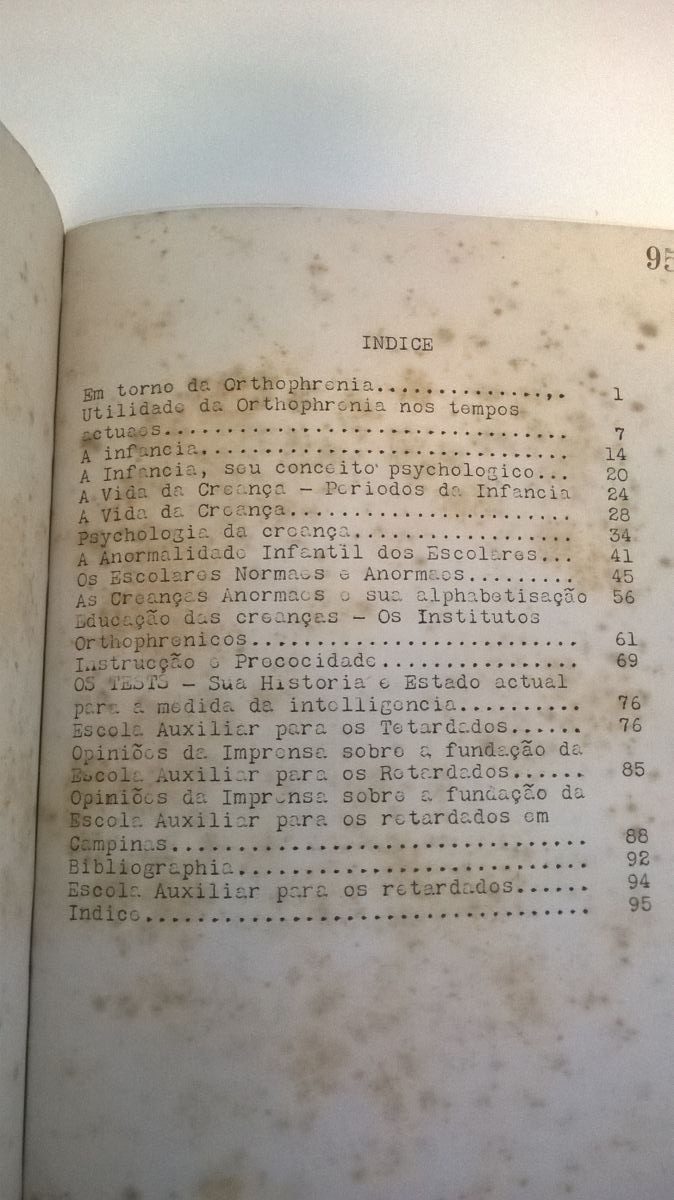 95
INDICE
Em torno da Orthophrenia..............,. 1
Utilidade da Orthophrenia nos tempos
actuaes................................ 7
A infancia.............................. 14
A Infancia, seu conceito psychologico... 20
A Vida da Creança — Periodos da Infancia 24
A Vida da Creança....................... 28
Psychologia da creança.................. 34
A Anormalidade Infantil dos Escolares... 41
Os Escolares Normaes e Anormaes......... 45
As Creanças Anormaes e sua alphabetisação 56
Educação das creanças — Os Institutos
Orthophrenicos.......................... 61
Instrucção e Prococidade................ 69
OS TESTS — Sua Historia e Estado actual
para a medida da intelligencia.......... 76
Escola Auxiliar para os Tetardados...... 76
Opiniões da Imprensa sobre a fundação da
Escola Auxiliar para os Retardados...... 85
Opiniões da Imprensa sobre a fundação da
Escola Auxiliar para os retardados em
Campinas................................ 88
Bibliographia........................... 92
Escola Auxiliar para os retardados...... 94
Indice.................................. 95